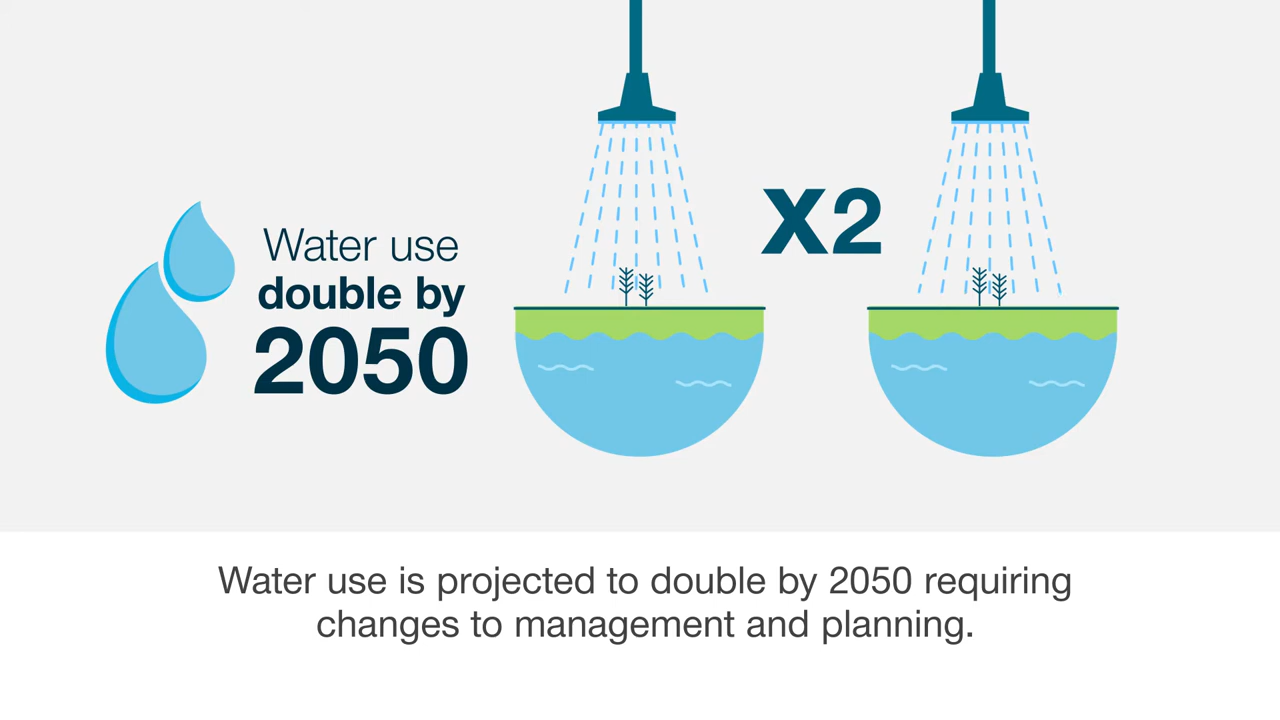 Water use
double by
2050
X2
Water use is projected to double by 2050 requiring
changes to management and planning.